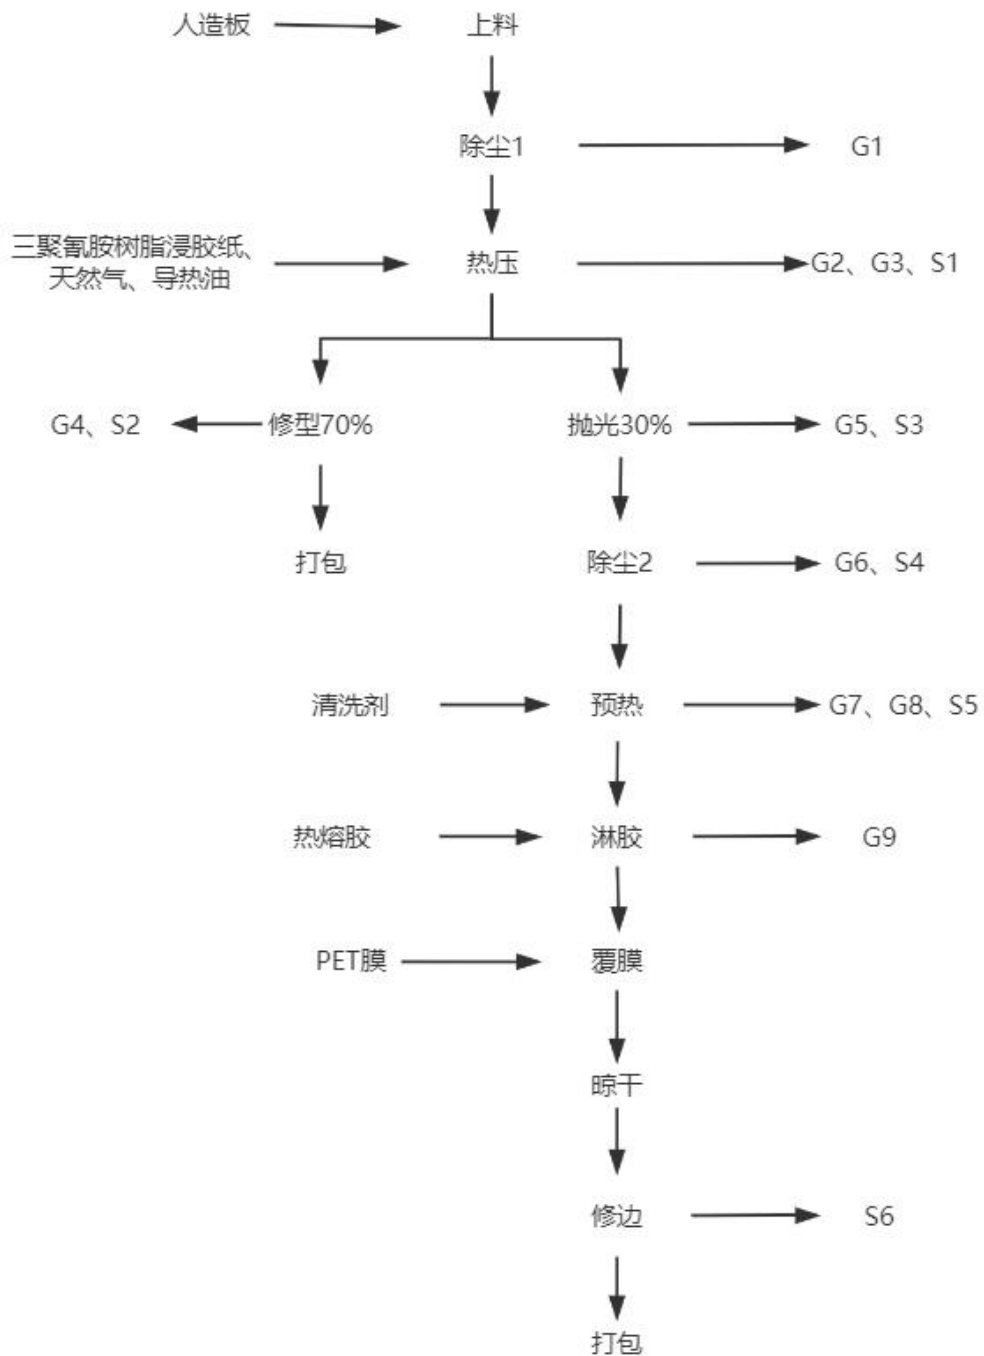 人造板
上料
除尘1
G1
三聚氰胺树脂浸胶纸、
天然气、导热油
热压
G2、G3、S1
G4、S2
修型70%
抛光30%
G5、S3
打包
除尘2
G6、S4
清洗剂
预热
G7、G8、S5
热熔胶
淋胶
G9
PET膜
覆膜
晾干
修边
S6
打包